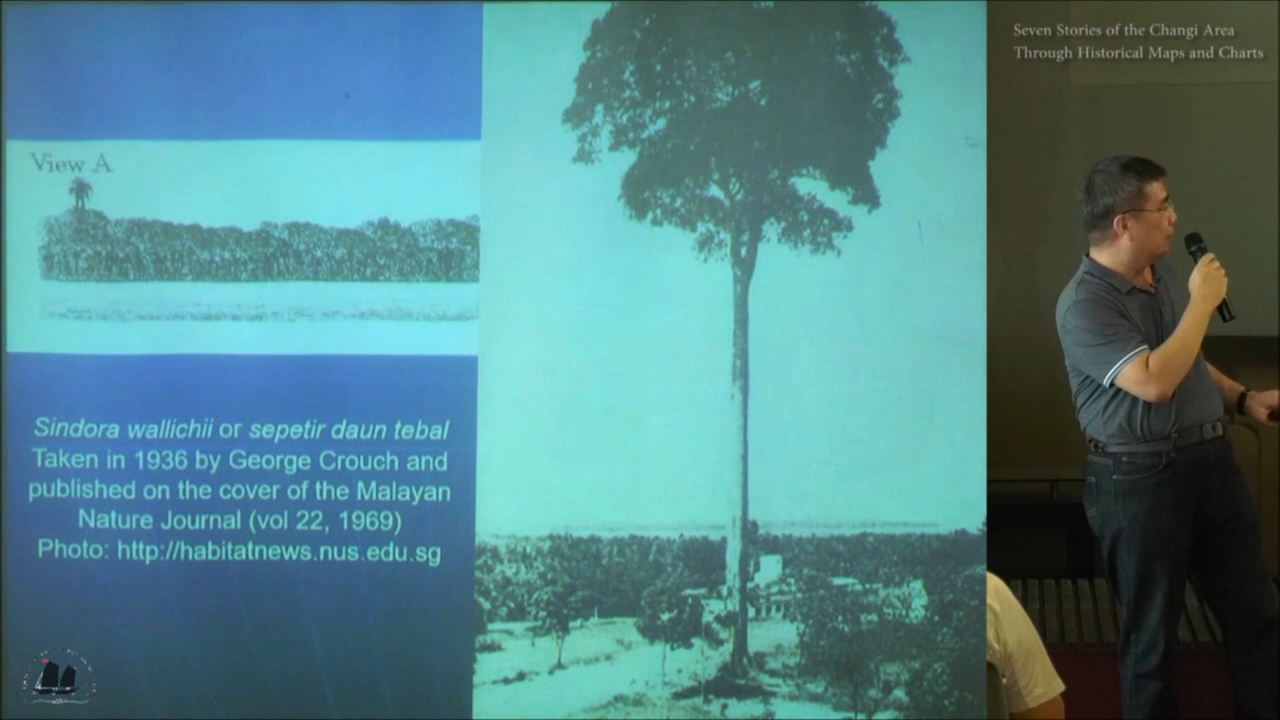 Seven Stories of the Changi Area
Through Historical Maps and Charts
View A
Sindora wallichii or sepetir daun tebal
Taken in 1936 by George Crouch and
published on the cover of the Malayan
Nature Journal (vol 22, 1969)
Photo: http://habitatnews.nus.edu.sg